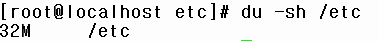 [root@localhost etc]# du -sh /etc
32M     /etc